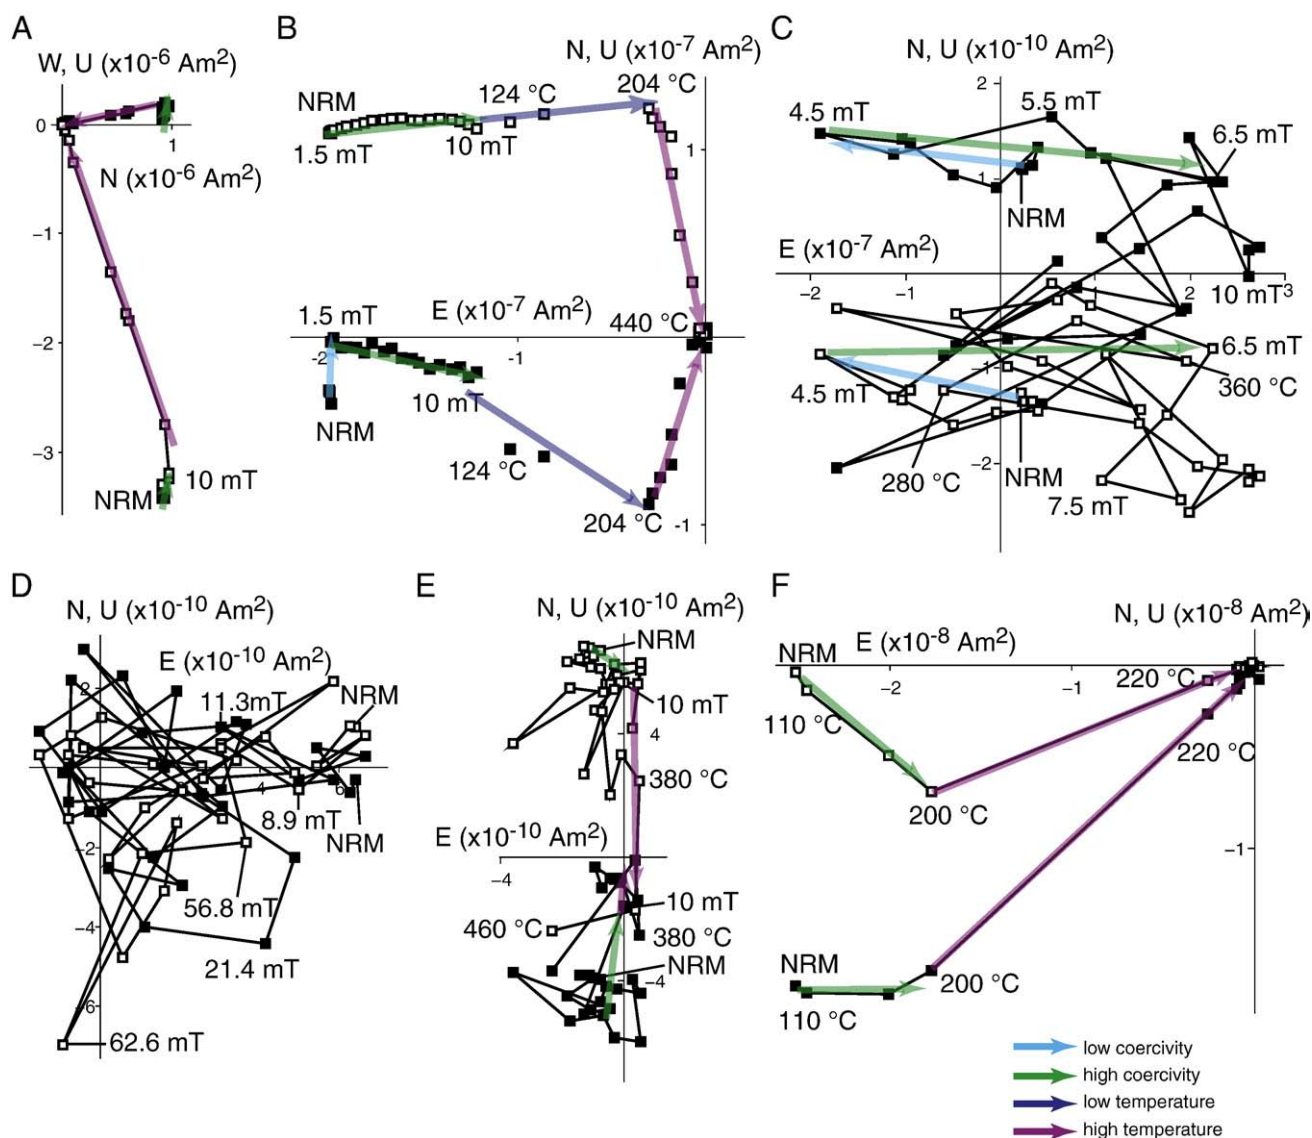 A
W, U (x10-6 Am2)
0
1
N (x10-6 Am2)
-1
-2
-3
10 mT
NRM
B
N, U (x10-7 Am2)
204 °C
124 °C
NRM
1.5 mT
10 mT
1
1.5 mT
E (x10-7 Am2)
440 °C
-2
-1
10 mT
NRM
124 °C
204 °C
-1
C
N, U (x10-10 Am2)
2
4.5 mT
5.5 mT
6.5 mT
1
NRM
E (x10-7 Am2)
-2
-1
2
3
10 mT
6.5 mT
-1
360 °C
4.5 mT
280 °C
-2
NRM
7.5 mT
D
N, U (x10-10 Am2)
E (x10-10 Am2)
2
11.3mT
NRM
4
6
8.9 mT
NRM
-2
56.8 mT
-4
21.4 mT
-6
62.6 mT
E
N, U (x10-10 Am2)
NRM
10 mT
4
380 °C
E (x10-10 Am2)
-4
10 mT
460 °C
380 °C
NRM
-4
F
N, U (x10-8 Am2)
NRM
E (x10-8 Am2)
-2
-1
220 °C
110 °C
220 °C
200 °C
-1
NRM
200 °C
110 °C
low coercivity
high coercivity
low temperature
high temperature